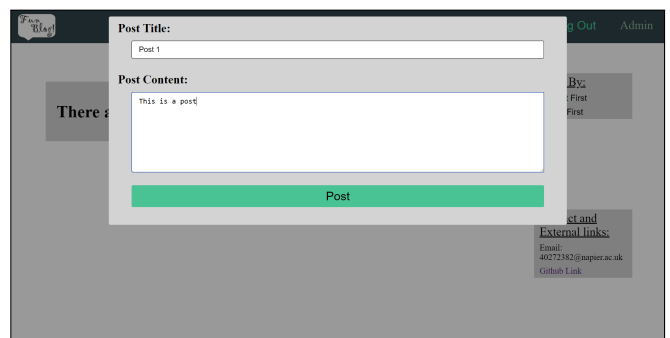 Fun
Blog!
g Out
Admin
Post Title:
Post 1
Post Content:
This is a post
Post
There a
By:
: First
First
ct and
External links:
Email:
40272382@napier.ac.uk
Github Link